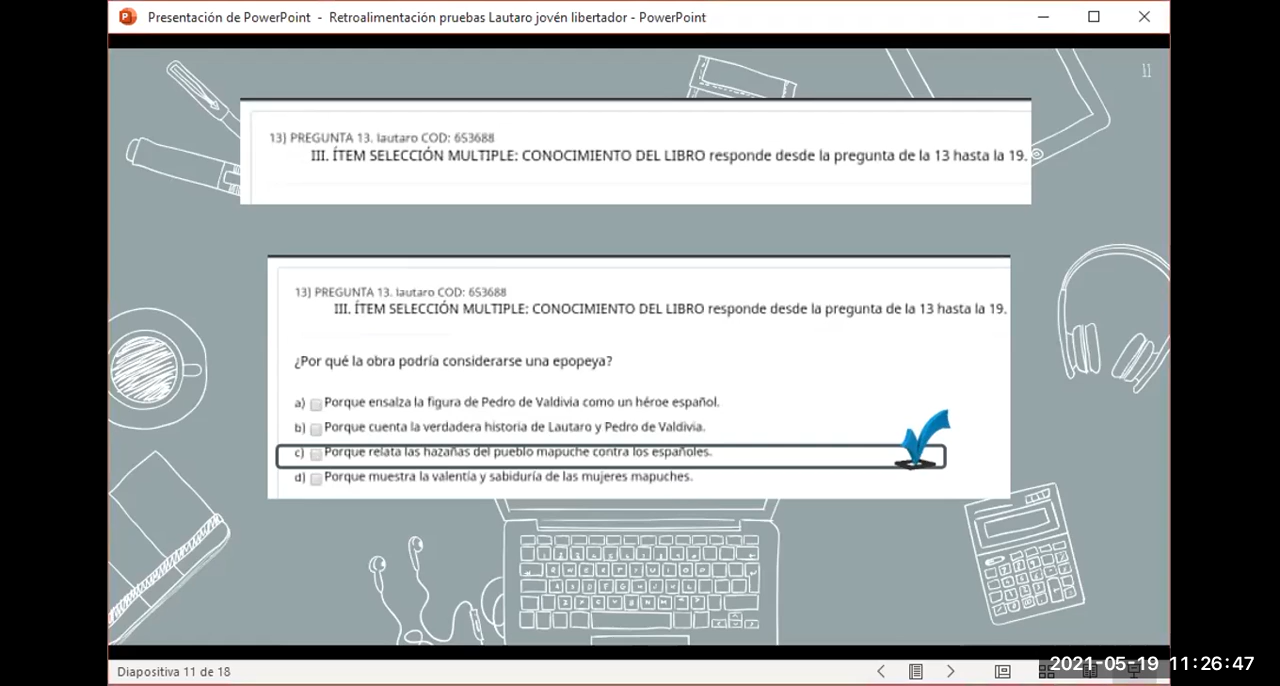 Presentación de PowerPoint - Retroalimentación pruebas Lautaro jovén libertador - PowerPoint
11
13) PREGUNTA 13. lautaro COD: 653688
III. ÍTEM SELECCIÓN MULTIPLE: CONOCIMIENTO DEL LIBRO responde desde la pregunta de la 13 hasta la 19.
13) PREGUNTA 13. lautaro COD: 653688
III. ÍTEM SELECCIÓN MULTIPLE: CONOCIMIENTO DEL LIBRO responde desde la pregunta de la 13 hasta la 19.
¿Por qué la obra podría considerarse una epopeya?
a) Porque ensalza la figura de Pedro de Valdivia como un héroe español.
b) Porque cuenta la verdadera historia de Lautaro y Pedro de Valdivia.
c) Porque relata las hazañas del pueblo mapuche contra los españoles.
d) Porque muestra la valentía y sabiduría de las mujeres mapuches.
Diapositiva 11 de 18
2021-05-19 11:26:47